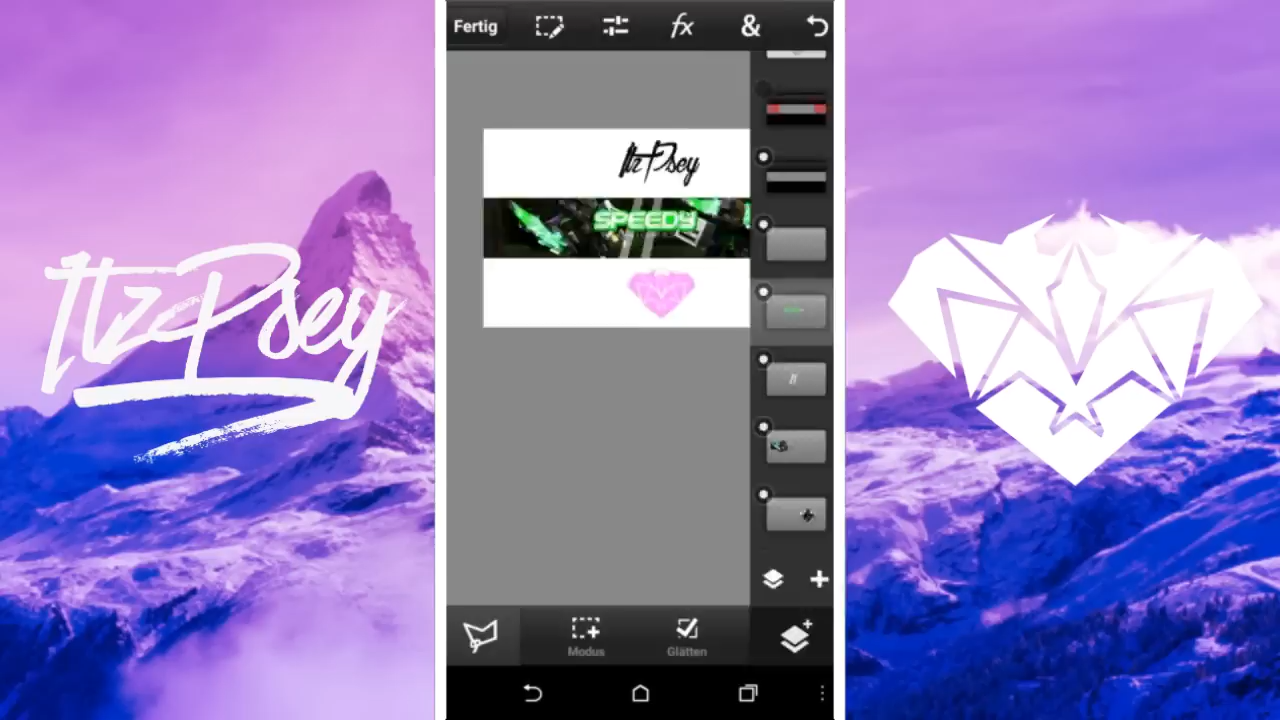 Fertig
fx
&
ItzPsey
SPEEDY
ItzPsey
Modus
Glätten